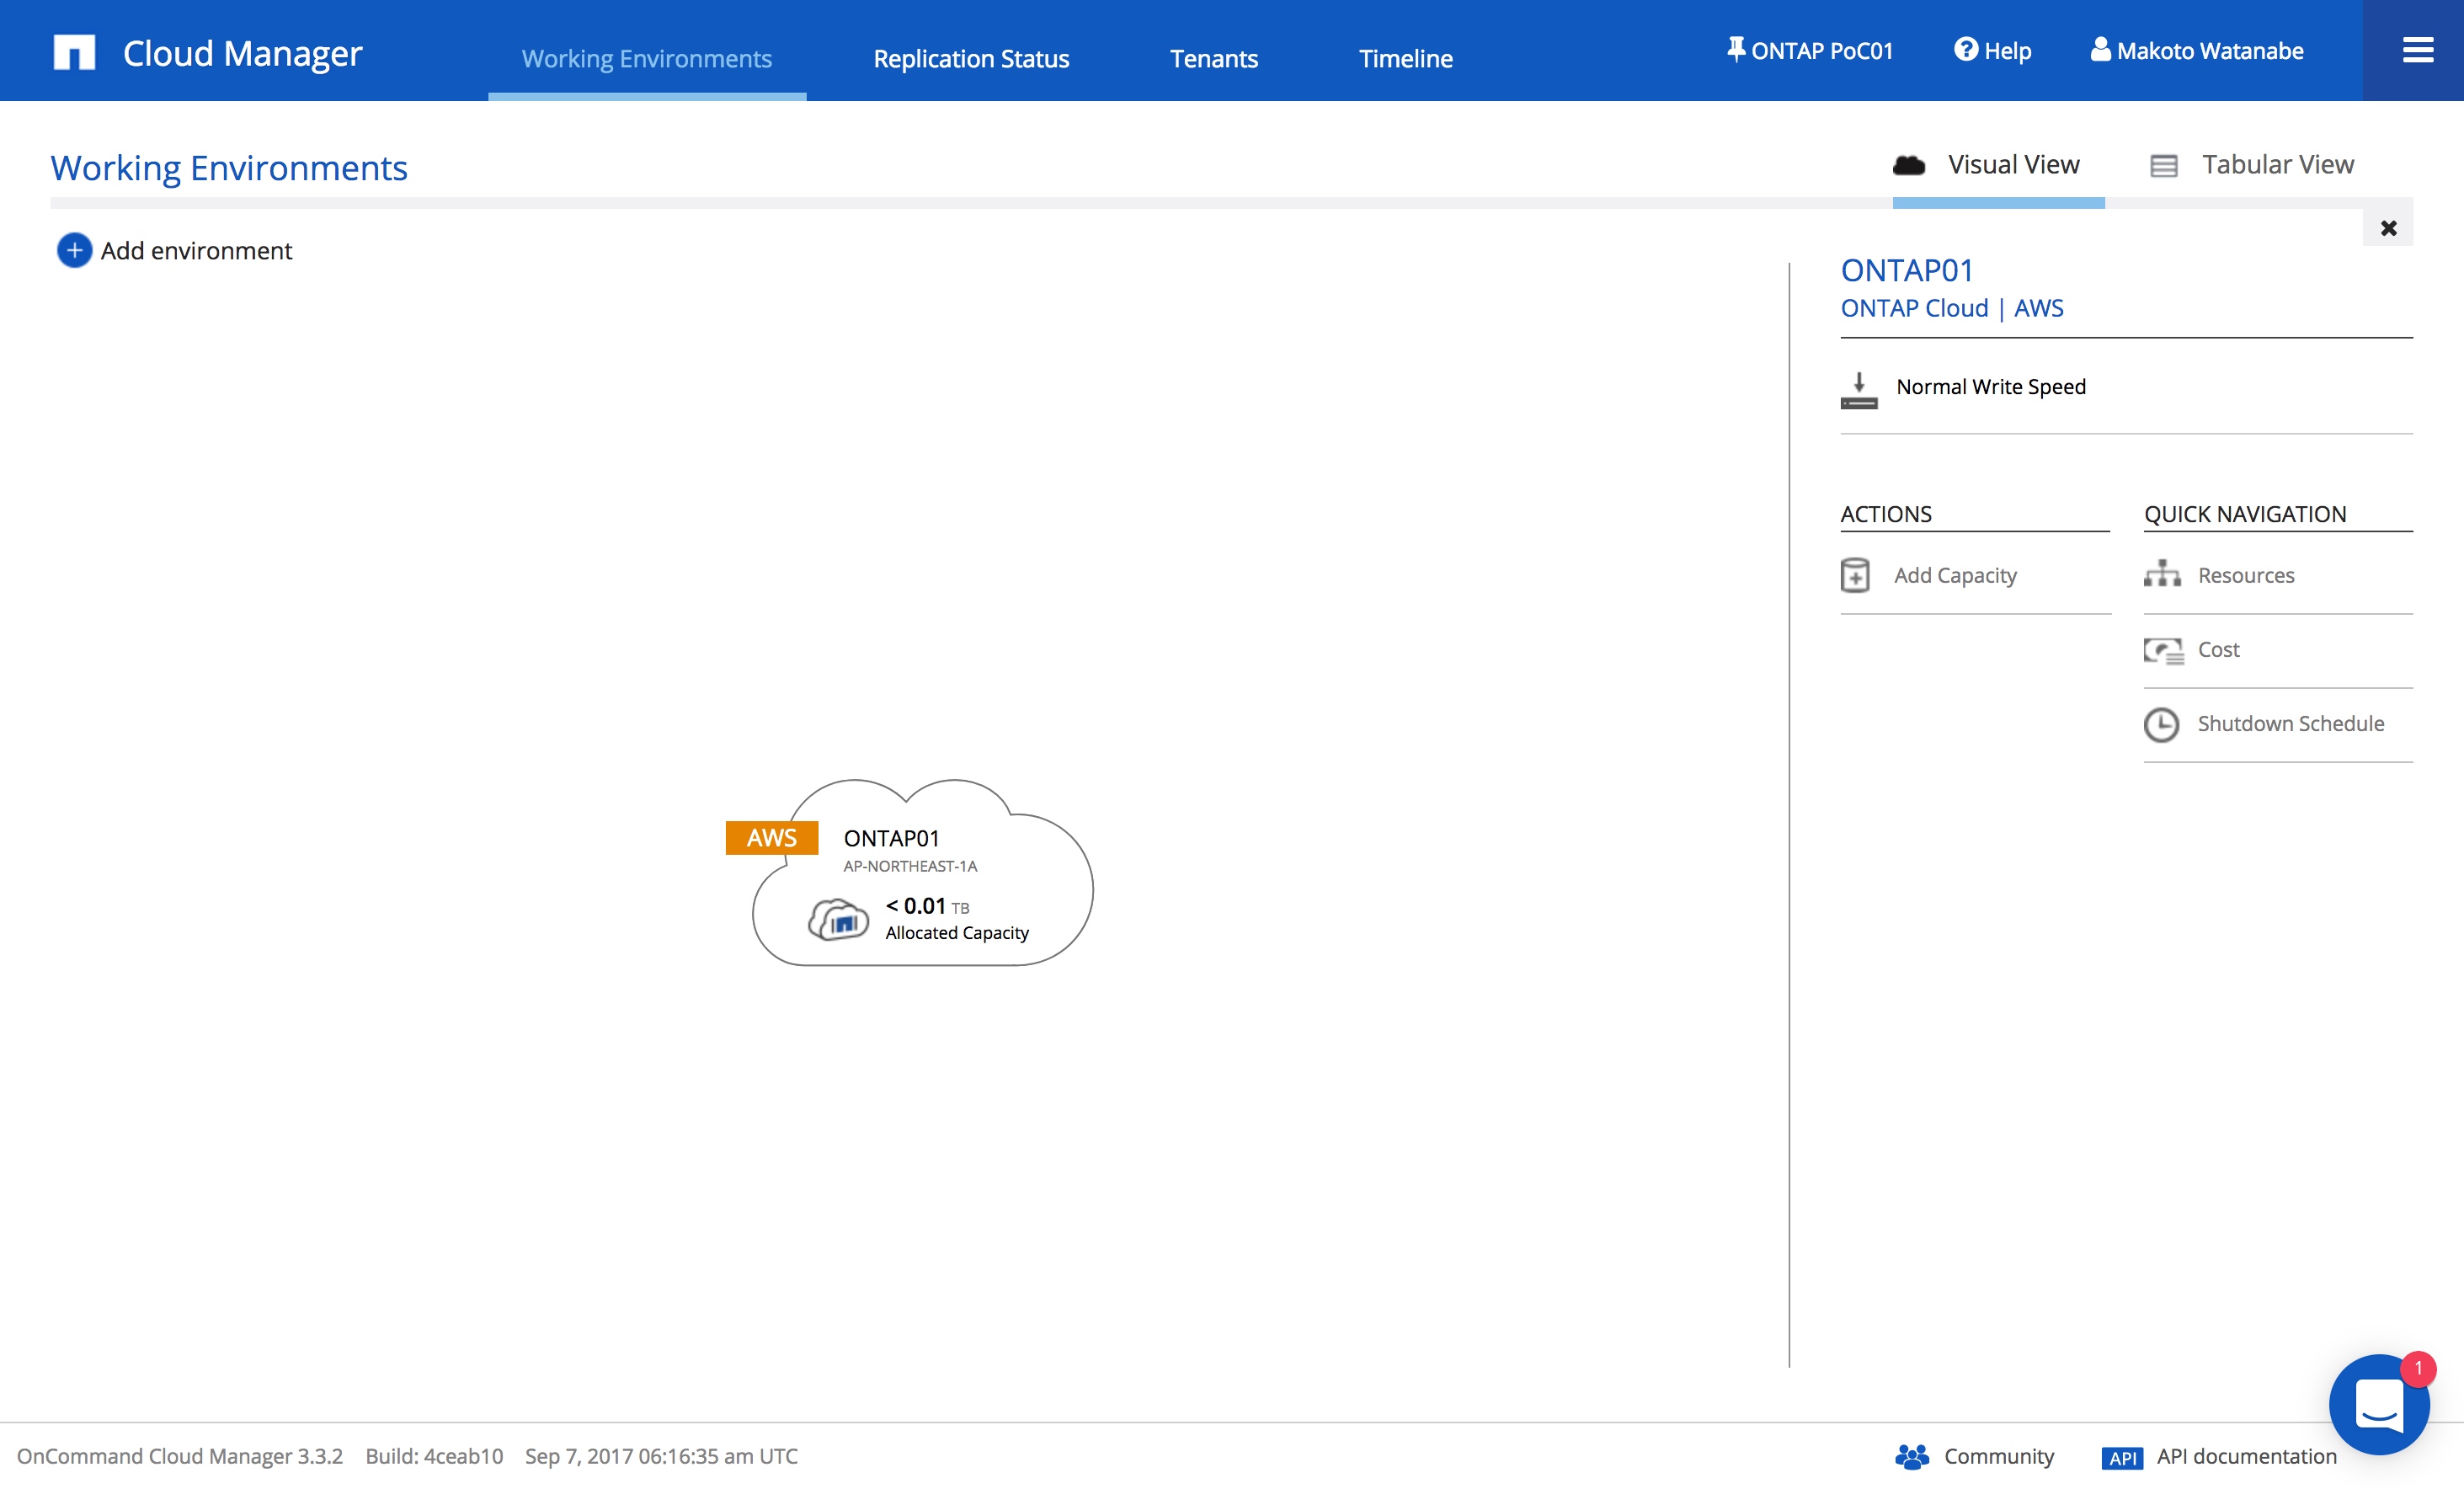 Cloud Manager
Working Environments
Replication Status
Tenants
Timeline
ONTAP PoC01
Help
Makoto Watanabe
Working Environments
Visual View
Tabular View
Add environment
ONTAP01
ONTAP Cloud | AWS
Normal Write Speed
ACTIONS
QUICK NAVIGATION
Add Capacity
Resources
Cost
Shutdown Schedule
AWS
ONTAP01
AP-NORTHEAST-1A
< 0.01 TB
Allocated Capacity
1
OnCommand Cloud Manager 3.3.2 Build: 4ceab10 Sep 7, 2017 06:16:35 am UTC
Community
API
API documentation